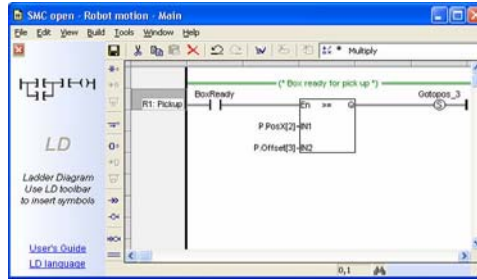 SMC open - Robot motion - Main
File Edit View Build Tools Window Help
* Multiply
(* Box ready for pick up *)
BoxReady
Gotopos_3
R1: Pickup
En >= Q
P.PosX[2] IN1
P.Offset[3] IN2
LD
Ladder Diagram
Use LD toolbar
to insert symbols
User's Guide
LD language
0,1